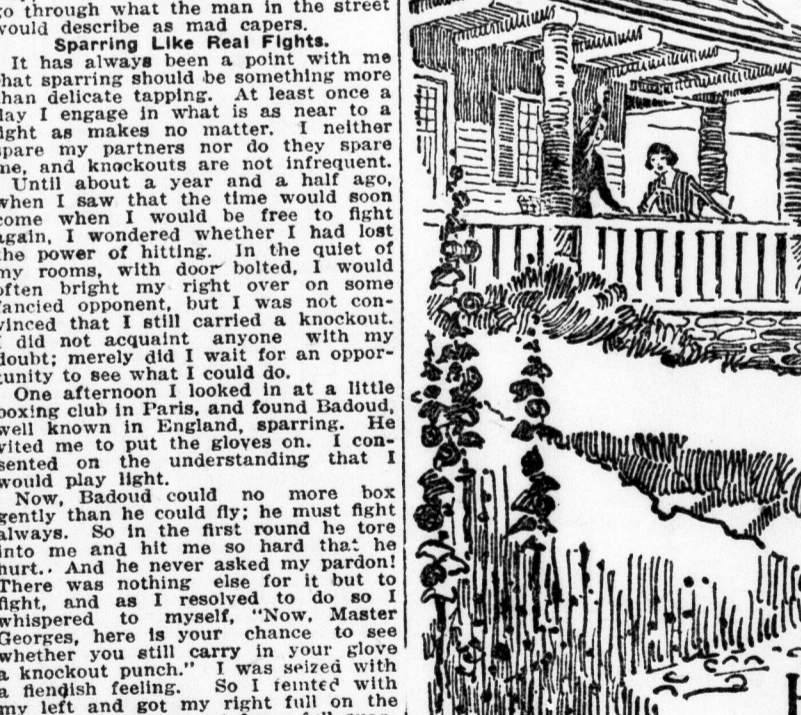 go through what the man in the street
would describe as mad capers.
Sparring Like Real Fights.
It has always been a point with me
that sparring should be something more
than delicate tapping. At least once a
day I engage in what is as near to a
fight as makes no matter. I neither
spare my partners nor do they spare
me, and knockouts are not infrequent.
Until about a year and a half ago,
when I saw that the time would soon
come when I would be free to fight
again, I wondered whether I had lost
the power of hitting. In the quiet of
my rooms, with door bolted, I would
often bright my right over on some
fancied opponent, but I was not con-
vinced that I still carried a knockout.
I did not acquaint anyone with my
doubt; merely did I wait for an oppor-
tunity to see what I could do.
One afternoon I looked in at a little
boxing club in Paris, and found Badoud,
well known in England, sparring. He
vited me to put the gloves on. I con-
sented on the understanding that I
would play light.
Now, Badoud could no more box
gently than he could fly; he must fight
always. So in the first round he tore
into me and hit me so hard that he
hurt.. And he never asked my pardon!
There was nothing else for it but to
fight, and as I resolved to do so I
whispered to myself, "Now, Master
Georges, here is your chance to see
whether you still carry in your glove
a knockout punch." I was seized with
a fiendish feeling. So I feinted with
my left and got my right full on the